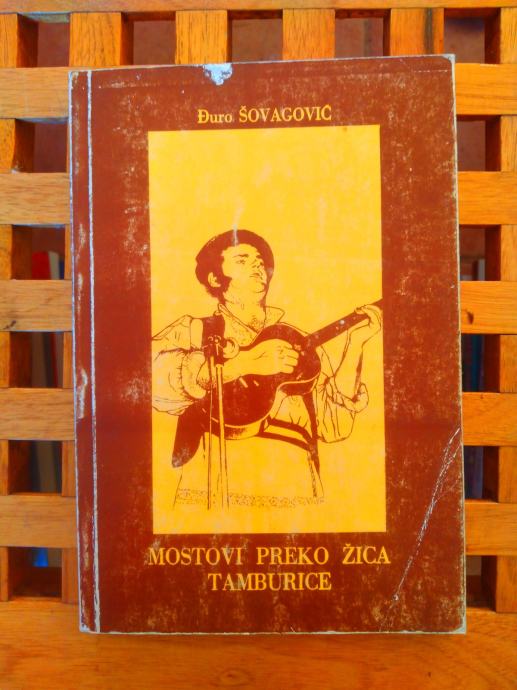 Đuro ŠOVAGOVIĆ
MOSTOVI PREKO ŽICA
TAMBURICE